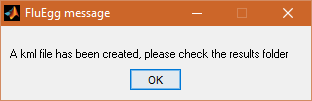 FluEgg message
A kml file has been created, please check the results folder
OK